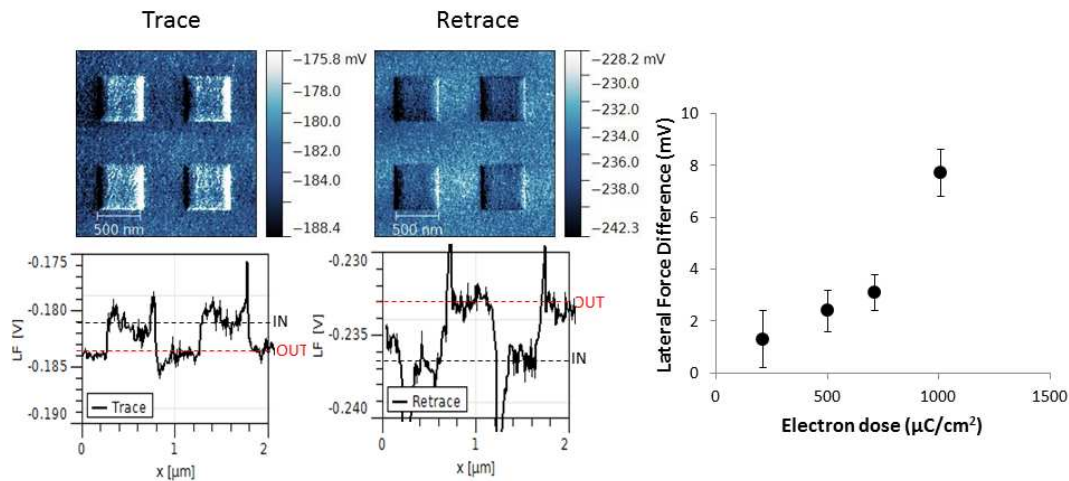 Trace
−175.8 mV
−178.0
−180.0
−182.0
−184.0
−188.4
500 nm
Retrace
−228.2 mV
−230.0
−232.0
−234.0
−236.0
−238.0
−242.3
500 nm
-0.175
-0.180
-0.185
-0.190
LF [V]
IN
OUT
Trace
0
1
2
x [µm]
-0.230
-0.235
-0.240
LF [V]
OUT
IN
Retrace
0
1
2
x [µm]
Lateral Force Difference (mV)
10
8
6
4
2
0
0
500
1000
1500
Electron dose (µC/cm²)